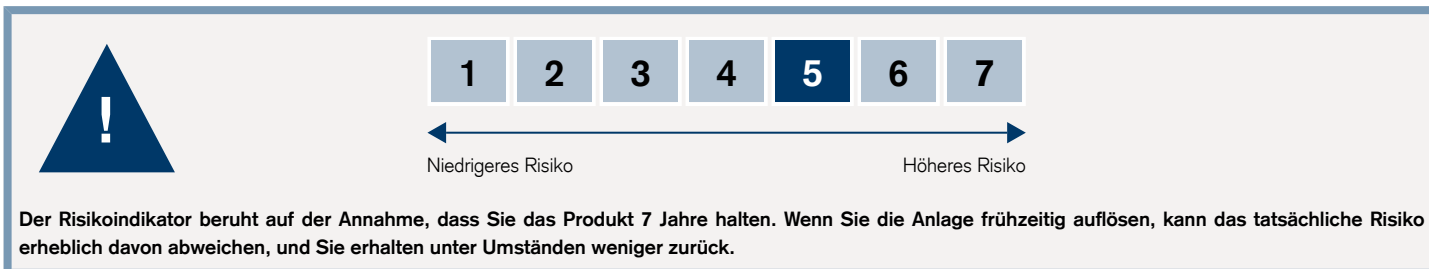 !
1 2 3 4 5 6 7
Niedrigeres Risiko Höheres Risiko
Der Risikoindikator beruht auf der Annahme, dass Sie das Produkt 7 Jahre halten. Wenn Sie die Anlage frühzeitig auflösen, kann das tatsächliche Risiko
erheblich davon abweichen, und Sie erhalten unter Umständen weniger zurück.